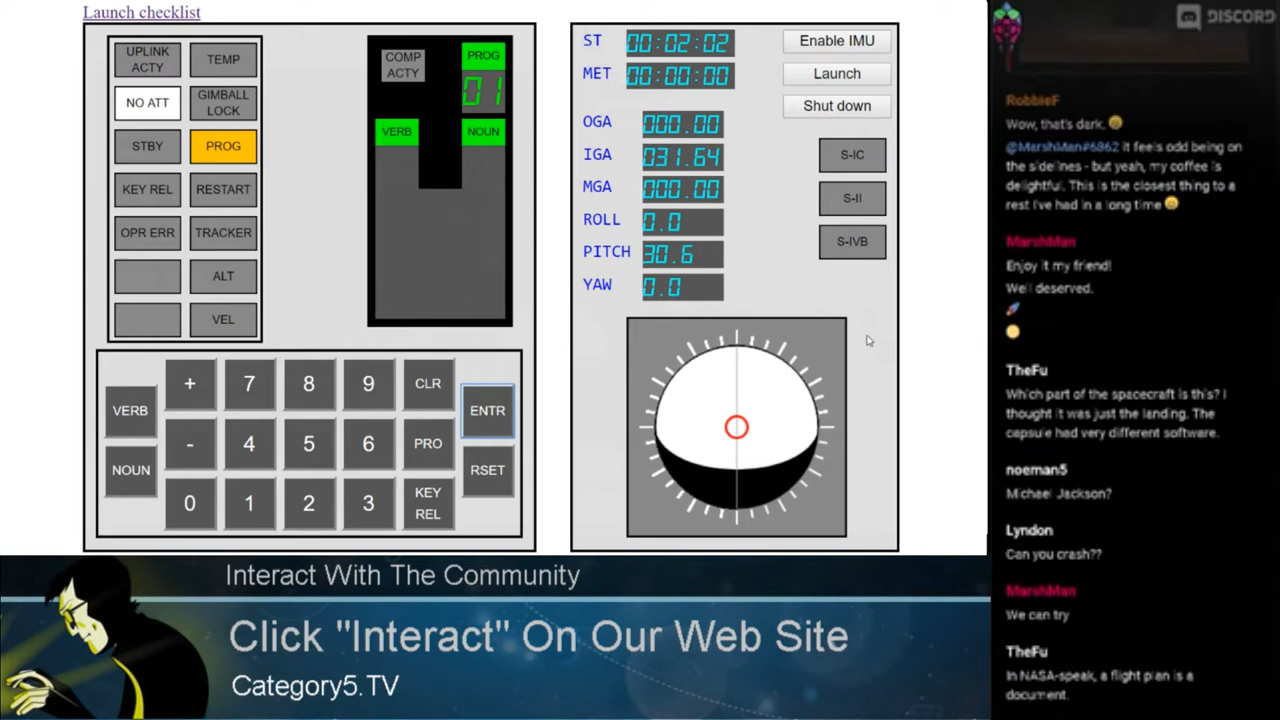 Launch checklist
UPLINK
ACTY
TEMP
NO ATT
GIMBALL
LOCK
STBY
PROG
KEY REL
RESTART
OPR ERR
TRACKER
ALT
VEL
COMP
ACTY
PROG
01
VERB
NOUN
VERB
NOUN
+
7
8
9
CLR
-
4
5
6
PRO
0
1
2
3
KEY
REL
ENTR
RSET
ST 00:02:02
MET 00:00:00
OGA 000.00
IGA 031.64
MGA 000.00
ROLL 0.0
PITCH 30.6
YAW 0.0
Enable IMU
Launch
Shut down
S-IC
S-II
S-IVB
Interact With The Community
Click "Interact" On Our Web Site
Category5.TV
DISCORD
RobbieF
Wow, that's dark.
@MarshMan#6862 it feels odd being on
the sidelines - but yeah, my coffee is
delightful. This is the closest thing to a
rest I've had in a long time
MarshMan
Enjoy it my friend!
Well deserved.
TheFu
Which part of the spacecraft is this? I
thought it was just the landing. The
capsule had very different software.
noeman5
Michael Jackson?
Lyndon
Can you crash??
MarshMan
We can try
TheFu
In NASA-speak, a flight plan is a
document.